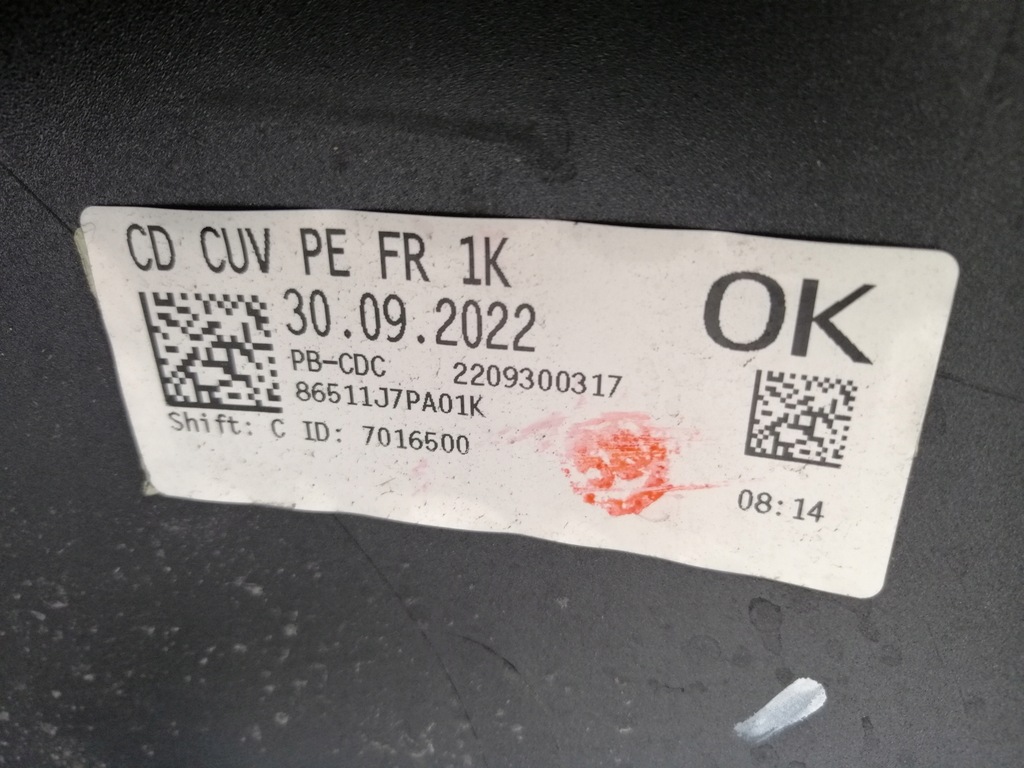 CD CUV PE FR 1K
OK
30.09.2022
PB-CDC 2209300317
86511J7PA01K
Shift: C ID: 7016500
08:14